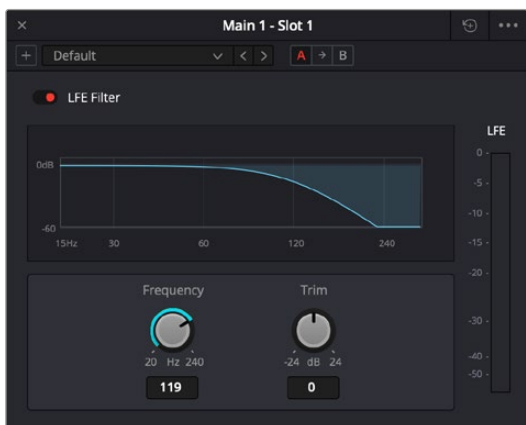 Main 1 - Slot 1
Default
A B
LFE Filter
LFE
0dB
-60
15Hz 30 60 120 240
0
-5
-10
-15
-20
-30
-40
-50
Frequency Trim
20 Hz 240 -24 dB 24
119 0